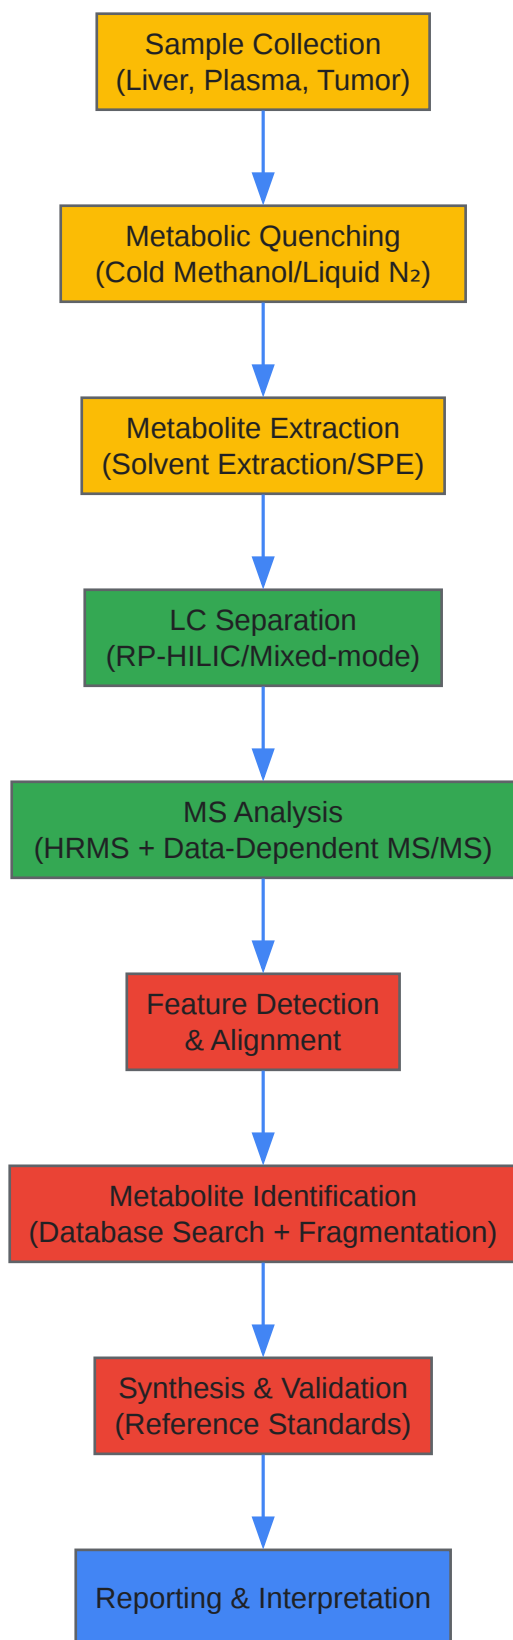 Sample Collection
(Liver, Plasma, Tumor)
Metabolic Quenching
(Cold Methanol/Liquid N₂)
Metabolite Extraction
(Solvent Extraction/SPE)
LC Separation
(RP-HILIC/Mixed-mode)
MS Analysis
(HRMS + Data-Dependent MS/MS)
Feature Detection
& Alignment
Metabolite Identification
(Database Search + Fragmentation)
Synthesis & Validation
(Reference Standards)
Reporting & Interpretation